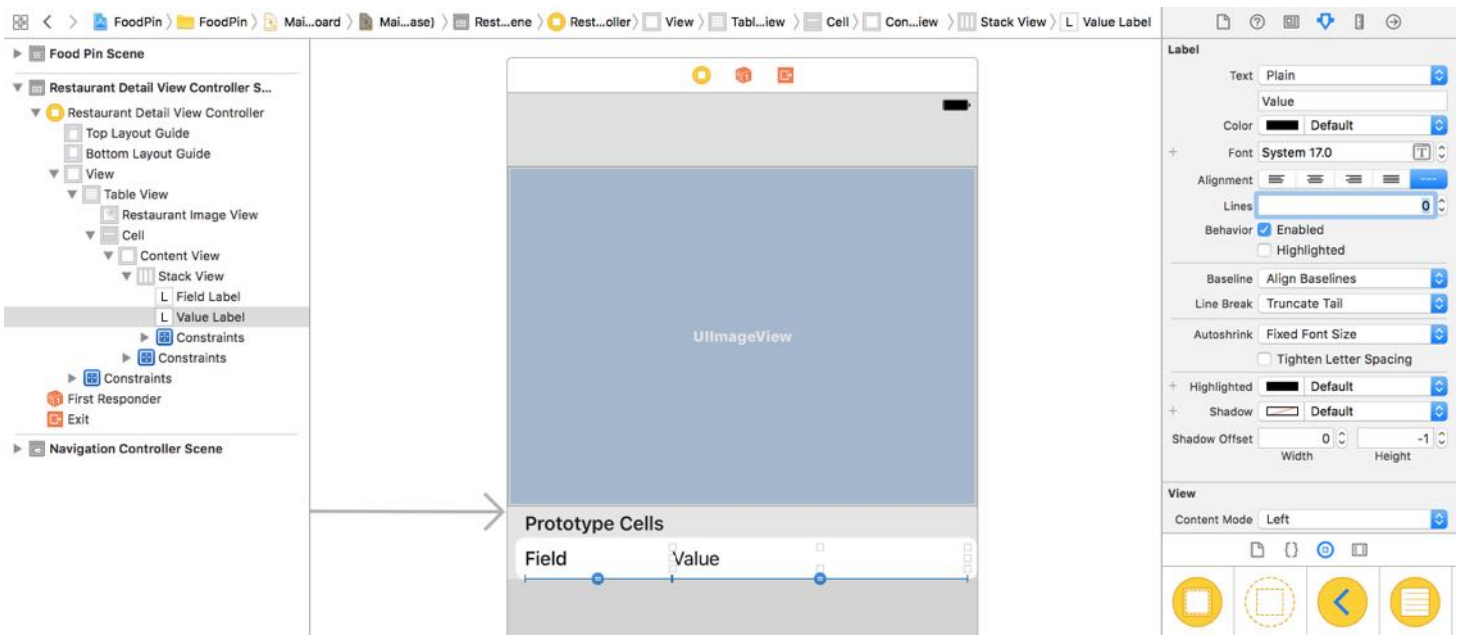 FoodPin FoodPin Mai...oard Mai...ase) Rest...ene Rest...oller) View Tabl...iew Cell Con...iew Stack View L Value Label
Food Pin Scene
Restaurant Detail View Controller S...
Restaurant Detail View Controller
Top Layout Guide
Bottom Layout Guide
View
Table View
Restaurant Image View
Cell
Content View
Stack View
L Field Label
L Value Label
Constraints
Constraints
Constraints
First Responder
Exit
Navigation Controller Scene
UIImageView
Prototype Cells
Field Value
Label
Text Plain
Value
Color Default
Font System 17.0 T
Alignment
Lines 0
Behavior Enabled
Highlighted
Baseline Align Baselines
Line Break Truncate Tail
Autoshrink Fixed Font Size
Tighten Letter Spacing
Highlighted Default
Shadow Default
Shadow Offset 0 -1
Width Height
View
Content Mode Left